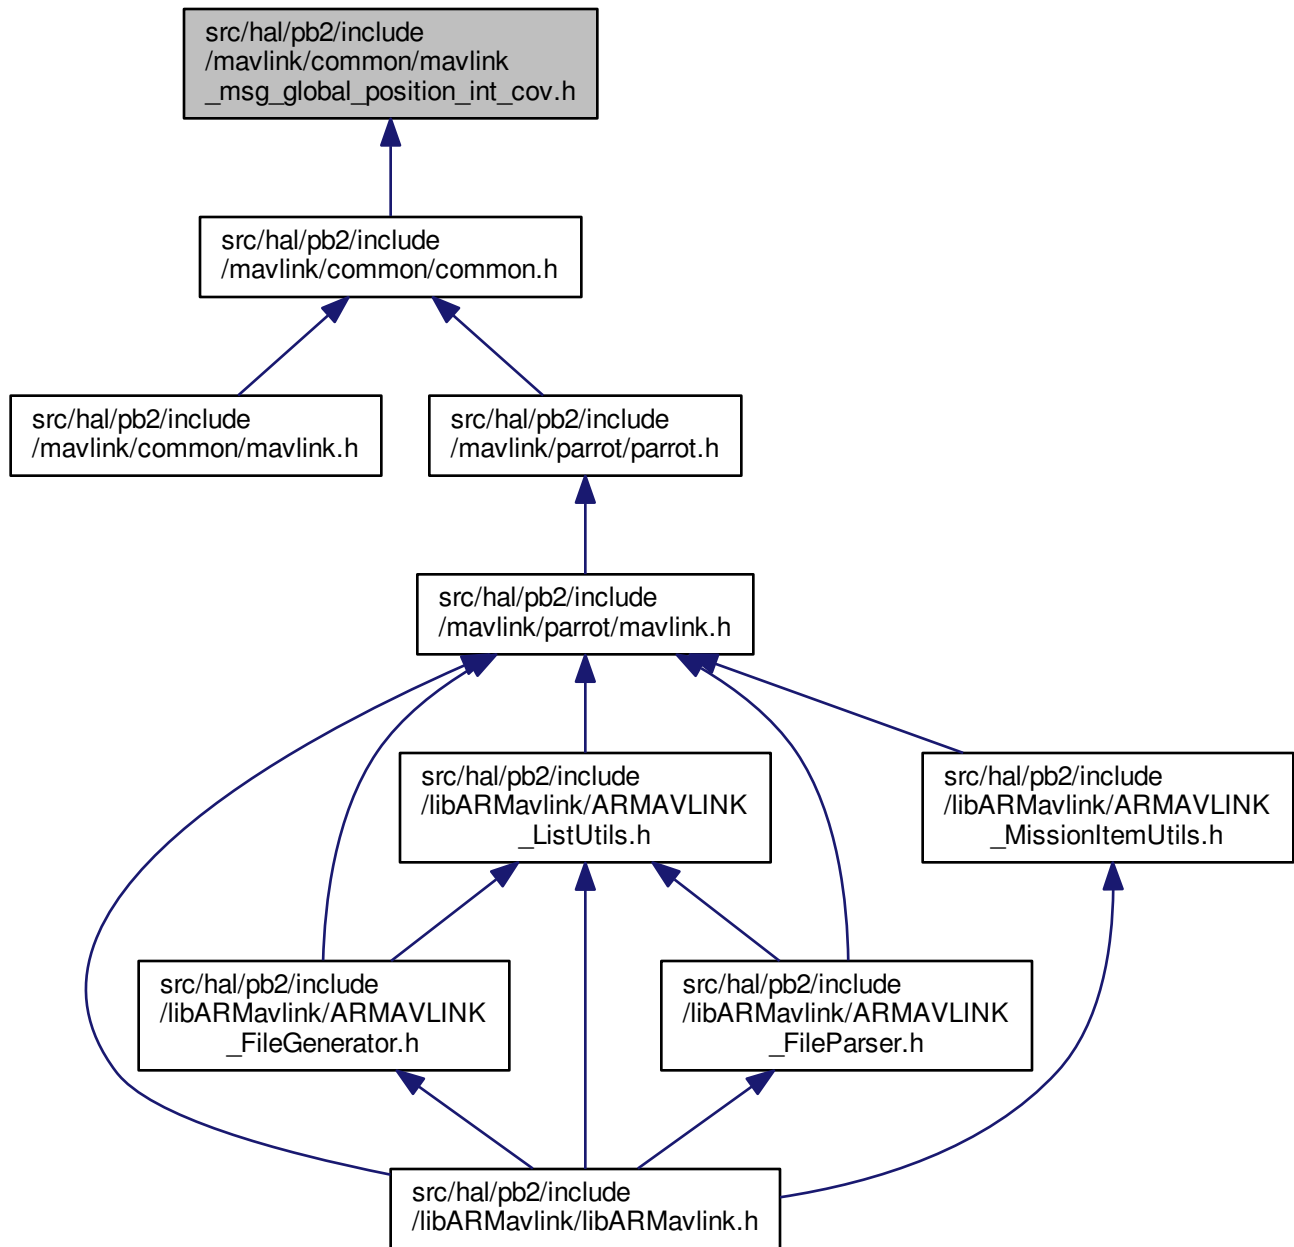 src/hal/pb2/include
/mavlink/common/mavlink
_msg_global_position_int_cov.h
src/hal/pb2/include
/mavlink/common/common.h
src/hal/pb2/include
/mavlink/common/mavlink.h
src/hal/pb2/include
/mavlink/parrot/parrot.h
src/hal/pb2/include
/mavlink/parrot/mavlink.h
src/hal/pb2/include
/libARMavlink/ARMAVLINK
_ListUtils.h
src/hal/pb2/include
/libARMavlink/ARMAVLINK
_MissionItemUtils.h
src/hal/pb2/include
/libARMavlink/ARMAVLINK
_FileGenerator.h
src/hal/pb2/include
/libARMavlink/ARMAVLINK
_FileParser.h
src/hal/pb2/include
/libARMavlink/libARMavlink.h